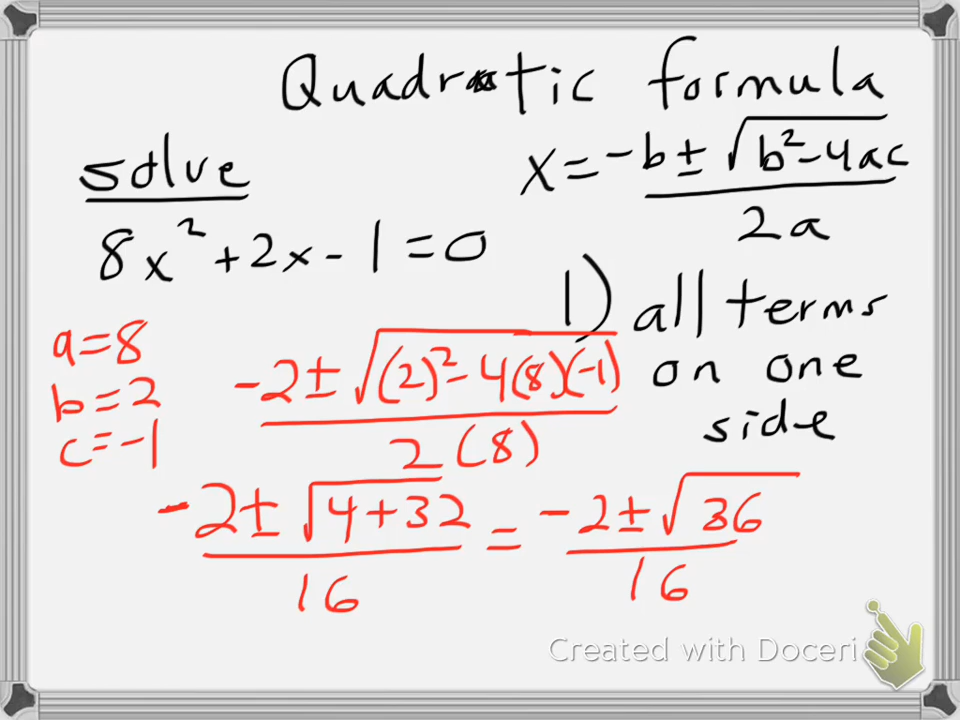 Quadratic formula
x = -b ± √b² - 4ac / 2a
solve
8x² + 2x - 1 = 0
1) all terms
on one
side
a = 8
b = 2
c = -1
-2 ± √(2)² - 4(8)(-1) / 2(8)
-2 ± √4 + 32 / 16 = -2 ± √36 / 16
Created with Doceri